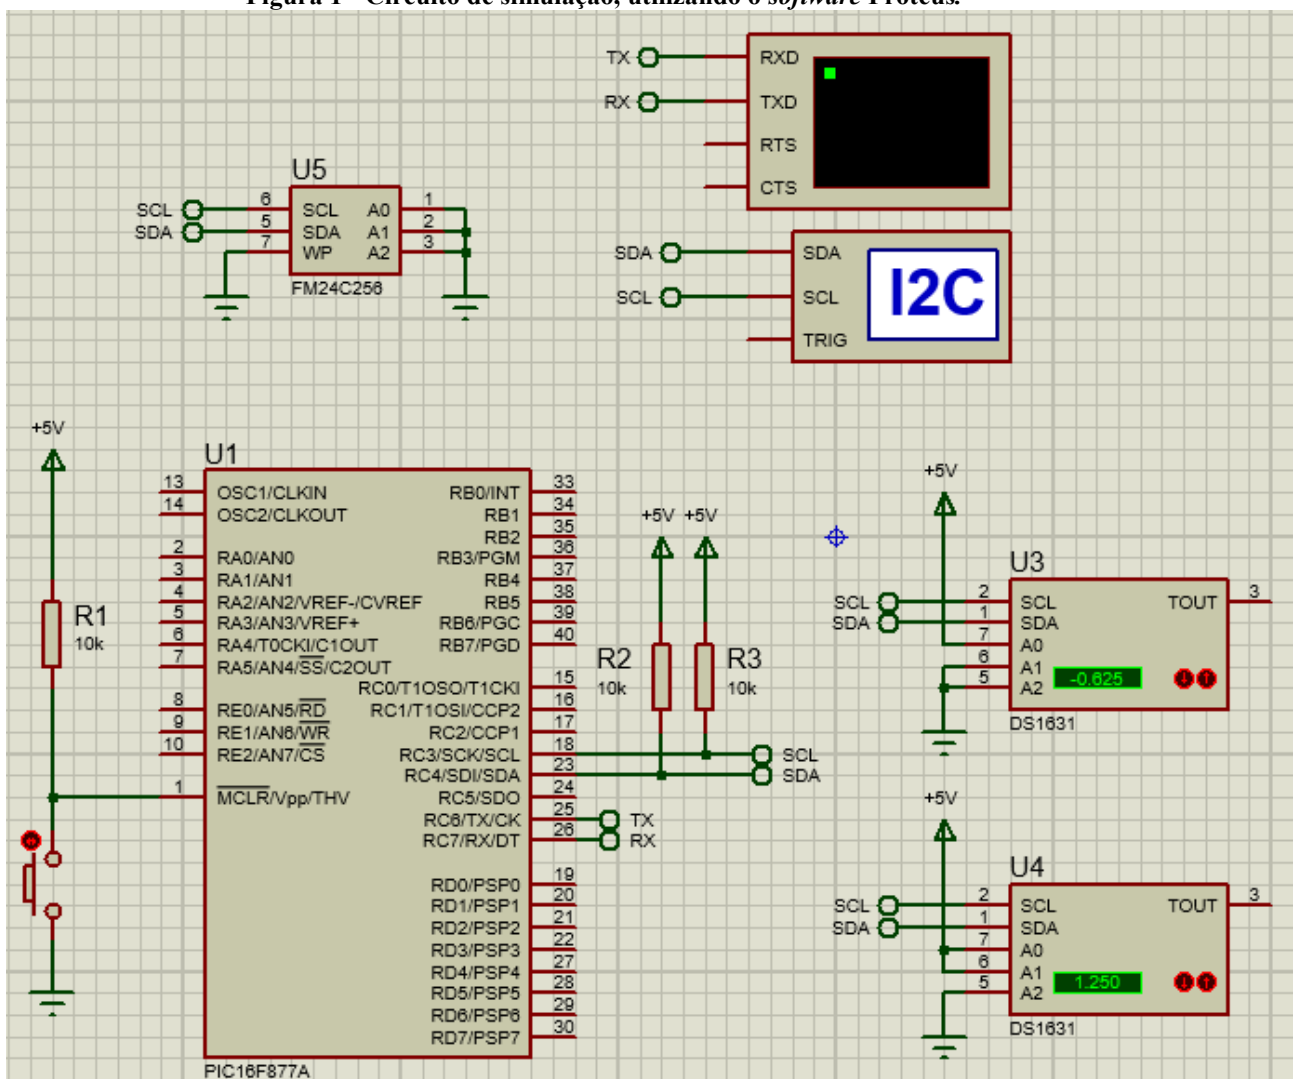 Figura 1 - Circuito de simulação, utilizando o software Proteus.
TX
RXD
RX
TXD
RTS
CTS
U5
SCL 6 SCL A0 1
SDA 5 SDA A1 2
7 WP A2 3
FM24C256
SDA SDA
SCL SCL
TRIG
I2C
+5V
R1
10k
U1
13 OSC1/CLKIN RB0/INT 33
14 OSC2/CLKOUT RB1 34
RB2 35
2 RA0/AN0 RB3/PGM 36
3 RA1/AN1 RB4 37
4 RA2/AN2/VREF-/CVREF RB5 38
5 RA3/AN3/VREF+ RB6/PGC 39
6 RA4/T0CKI/C1OUT RB7/PGD 40
7 RA5/AN4/SS/C2OUT
RC0/T1OSO/T1CKI 15
8 RE0/AN5/RD RC1/T1OSI/CCP2 16
9 RE1/AN6/WR RC2/CCP1 17
10 RE2/AN7/CS RC3/SCK/SCL 18
RC4/SDI/SDA 23
1 MCLR/Vpp/THV RC5/SDO 24
RC6/TX/CK 25
RC7/RX/DT 26
RD0/PSP0 19
RD1/PSP1 20
RD2/PSP2 21
RD3/PSP3 22
RD4/PSP4 27
RD5/PSP5 28
RD6/PSP6 29
RD7/PSP7 30
PIC16F877A
+5V +5V
R2
10k
R3
10k
SCL
SDA
TX
RX
+5V
U3
SCL 2 SCL TOUT 3
SDA 1 SDA
7 A0
6 A1
5 A2
-0.625
DS1631
+5V
U4
SCL 2 SCL TOUT 3
SDA 1 SDA
7 A0
6 A1
5 A2
1.250
DS1631